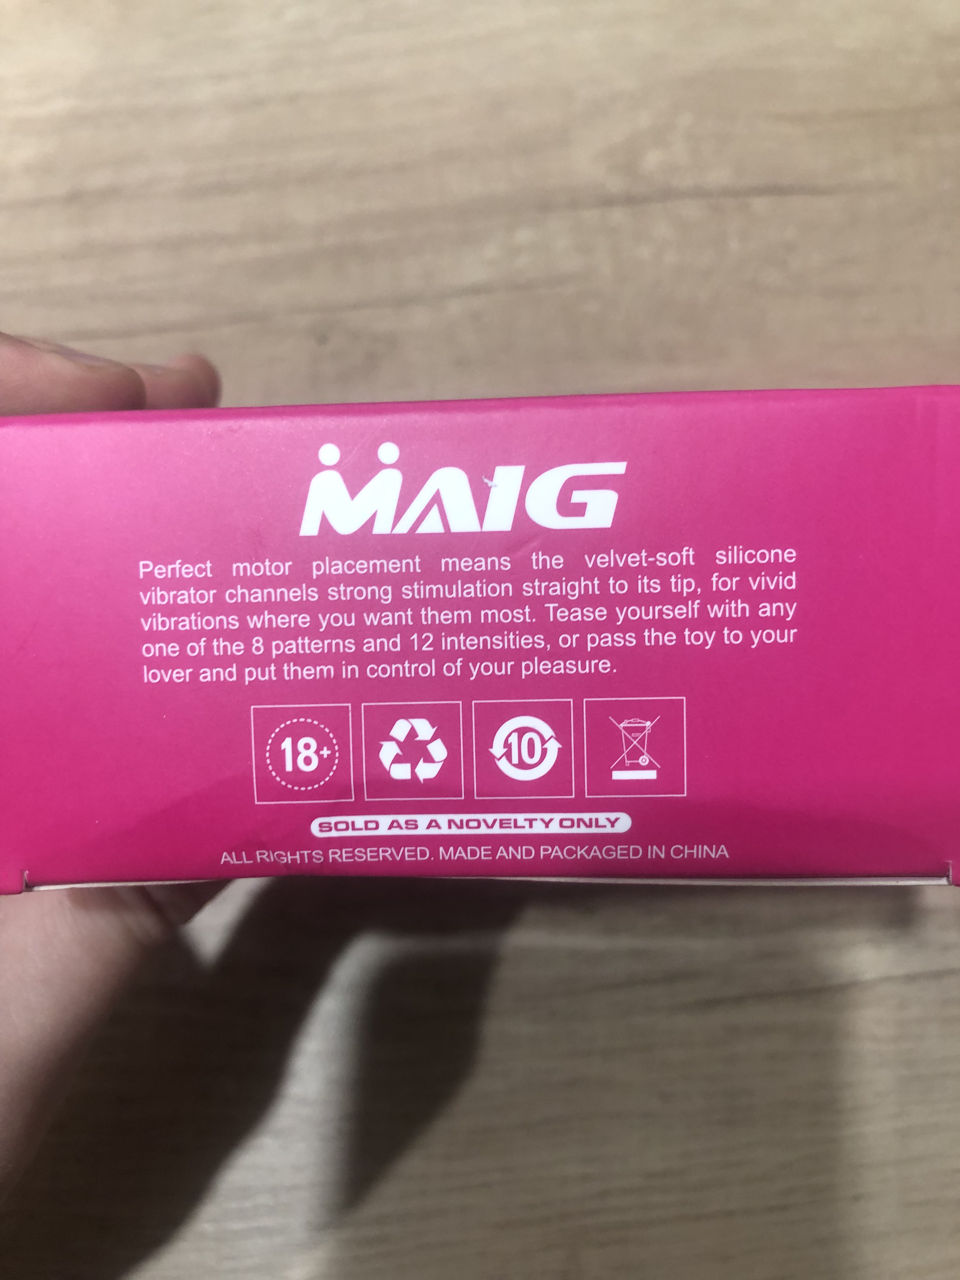 MAIG
Perfect motor placement means the velvet-soft silicone
vibrator channels strong stimulation straight to its tip, for vivid
vibrations where you want them most. Tease yourself with any
one of the 8 patterns and 12 intensities, or pass the toy to your
lover and put them in control of your pleasure.
18+
10
SOLD AS A NOVELTY ONLY
ALL RIGHTS RESERVED. MADE AND PACKAGED IN CHINA